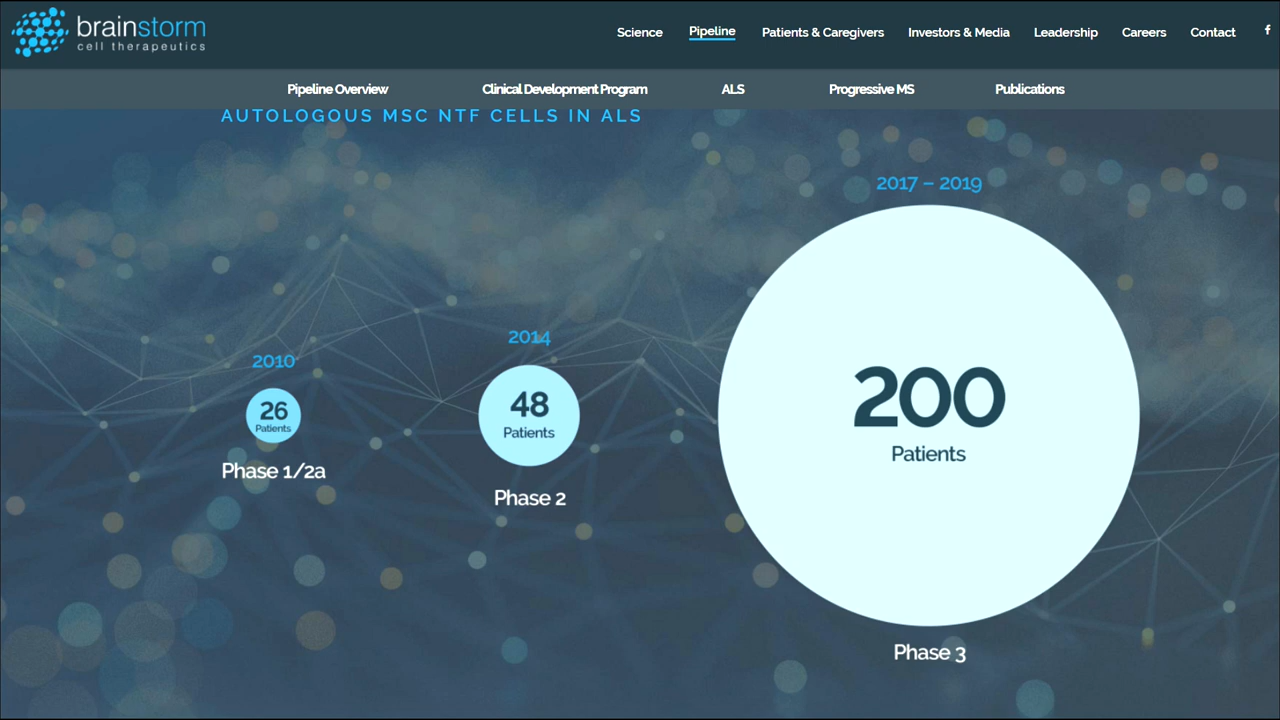 brainstorm
cell therapeutics
Science Pipeline Patients & Caregivers Investors & Media Leadership Careers Contact f
Pipeline Overview Clinical Development Program ALS Progressive MS Publications
AUTOLOGOUS MSC NTF CELLS IN ALS
2010
26
Patients
Phase 1/2a
2014
48
Patients
Phase 2
2017 – 2019
200
Patients
Phase 3